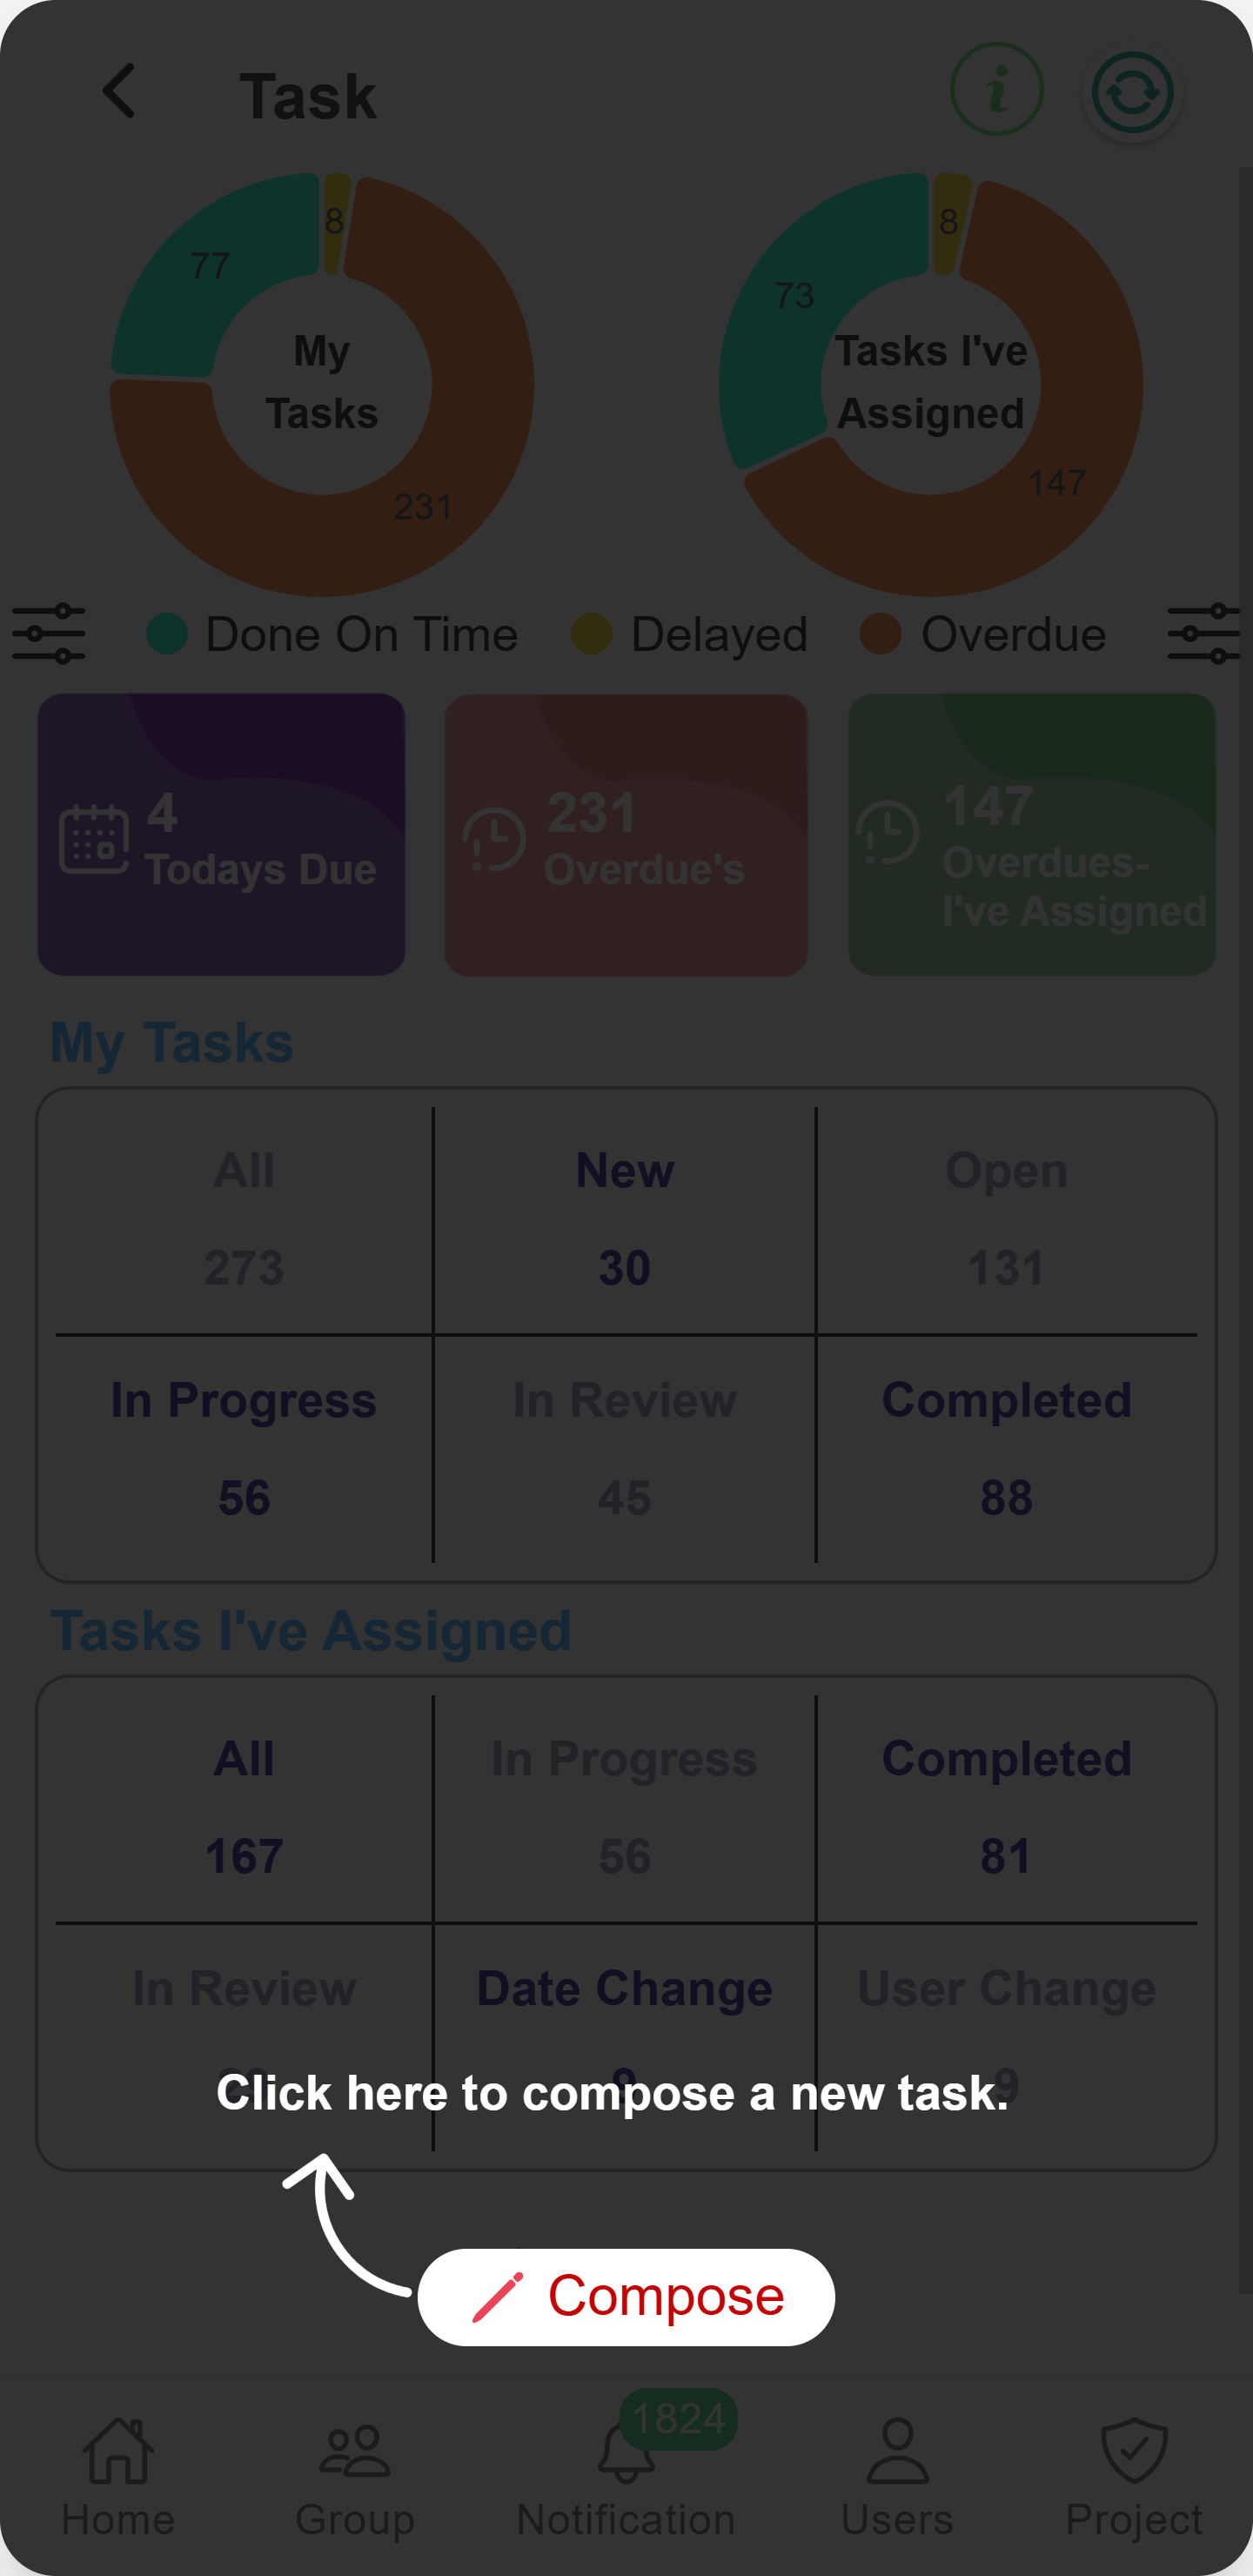 Task
77
8
My
Tasks
231
73
8
Tasks I've
Assigned
147
Done On Time
Delayed
Overdue
4
Todays Due
231
Overdue's
147
Overdues-
I've Assigned
My Tasks
All
New
Open
273
30
131
In Progress
In Review
Completed
56
45
88
Tasks I've Assigned
All
In Progress
Completed
167
56
81
In Review
Date Change
User Change
9
9
Click here to compose a new task.
Compose
1824
Home
Group
Notification
Users
Project